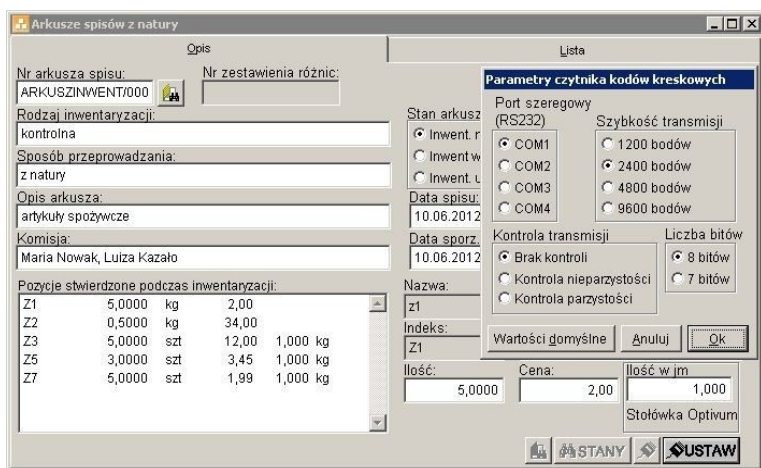 Arkusze spisów z natury
Opis
Lista
Nr arkusza spisu:
Nr zestawienia różnic:
ARKUSZINWENT/000
Rodzaj inwentaryzacji:
kontrolna
Sposób przeprowadzania:
z natury
Opis arkusza:
artykuły spożywcze
Komisja:
Maria Nowak, Luiza Kazało
Pozycje stwierdzone podczas inwentaryzacji:
Z1 5,0000 kg 2,00
Z2 0,5000 kg 34,00
Z3 5,0000 szt 12,00 1,000 kg
Z5 3,0000 szt 3,45 1,000 kg
Z7 5,0000 szt 1,99 1,000 kg
Stan arkusz
Inwent.
Inwent w
Inwent. u
Data spisu:
10.06.2012
Data sporz.
10.06.2012
Nazwa:
z1
Indeks:
Z1
Ilość:
5,0000
Cena:
2,00
Ilość w jm
1,000
Stołówka Optivum
STANY
USTAW
Parametry czytnika kodów kreskowych
Port szeregowy
(RS232)
COM1
COM2
COM3
COM4
Szybkość transmisji
1200 bodów
2400 bodów
4800 bodów
9600 bodów
Kontrola transmisji
Brak kontroli
Kontrola nieparzystości
Kontrola parzystości
Liczba bitów
8 bitów
7 bitów
Wartości domyślne
Anuluj
Ok